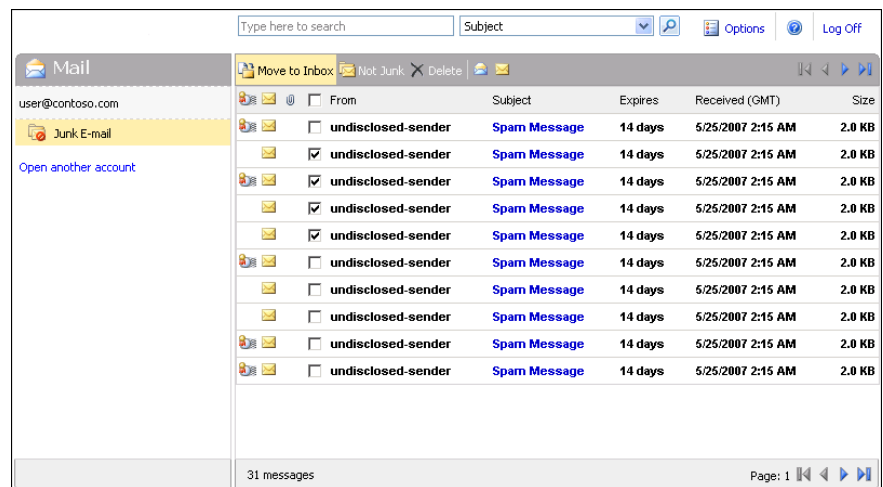 Type here to search Subject Options Log Off
Mail Move to Inbox Not Junk Delete
user@contoso.com From Subject Expires Received (GMT) Size
Junk E-mail undisclosed-sender Spam Message 14 days 5/25/2007 2:15 AM 2.0 KB
undisclosed-sender Spam Message 14 days 5/25/2007 2:15 AM 2.0 KB
Open another account
undisclosed-sender Spam Message 14 days 5/25/2007 2:15 AM 2.0 KB
undisclosed-sender Spam Message 14 days 5/25/2007 2:15 AM 2.0 KB
undisclosed-sender Spam Message 14 days 5/25/2007 2:15 AM 2.0 KB
undisclosed-sender Spam Message 14 days 5/25/2007 2:15 AM 2.0 KB
undisclosed-sender Spam Message 14 days 5/25/2007 2:15 AM 2.0 KB
undisclosed-sender Spam Message 14 days 5/25/2007 2:15 AM 2.0 KB
undisclosed-sender Spam Message 14 days 5/25/2007 2:15 AM 2.0 KB
undisclosed-sender Spam Message 14 days 5/25/2007 2:15 AM 2.0 KB
31 messages Page: 1